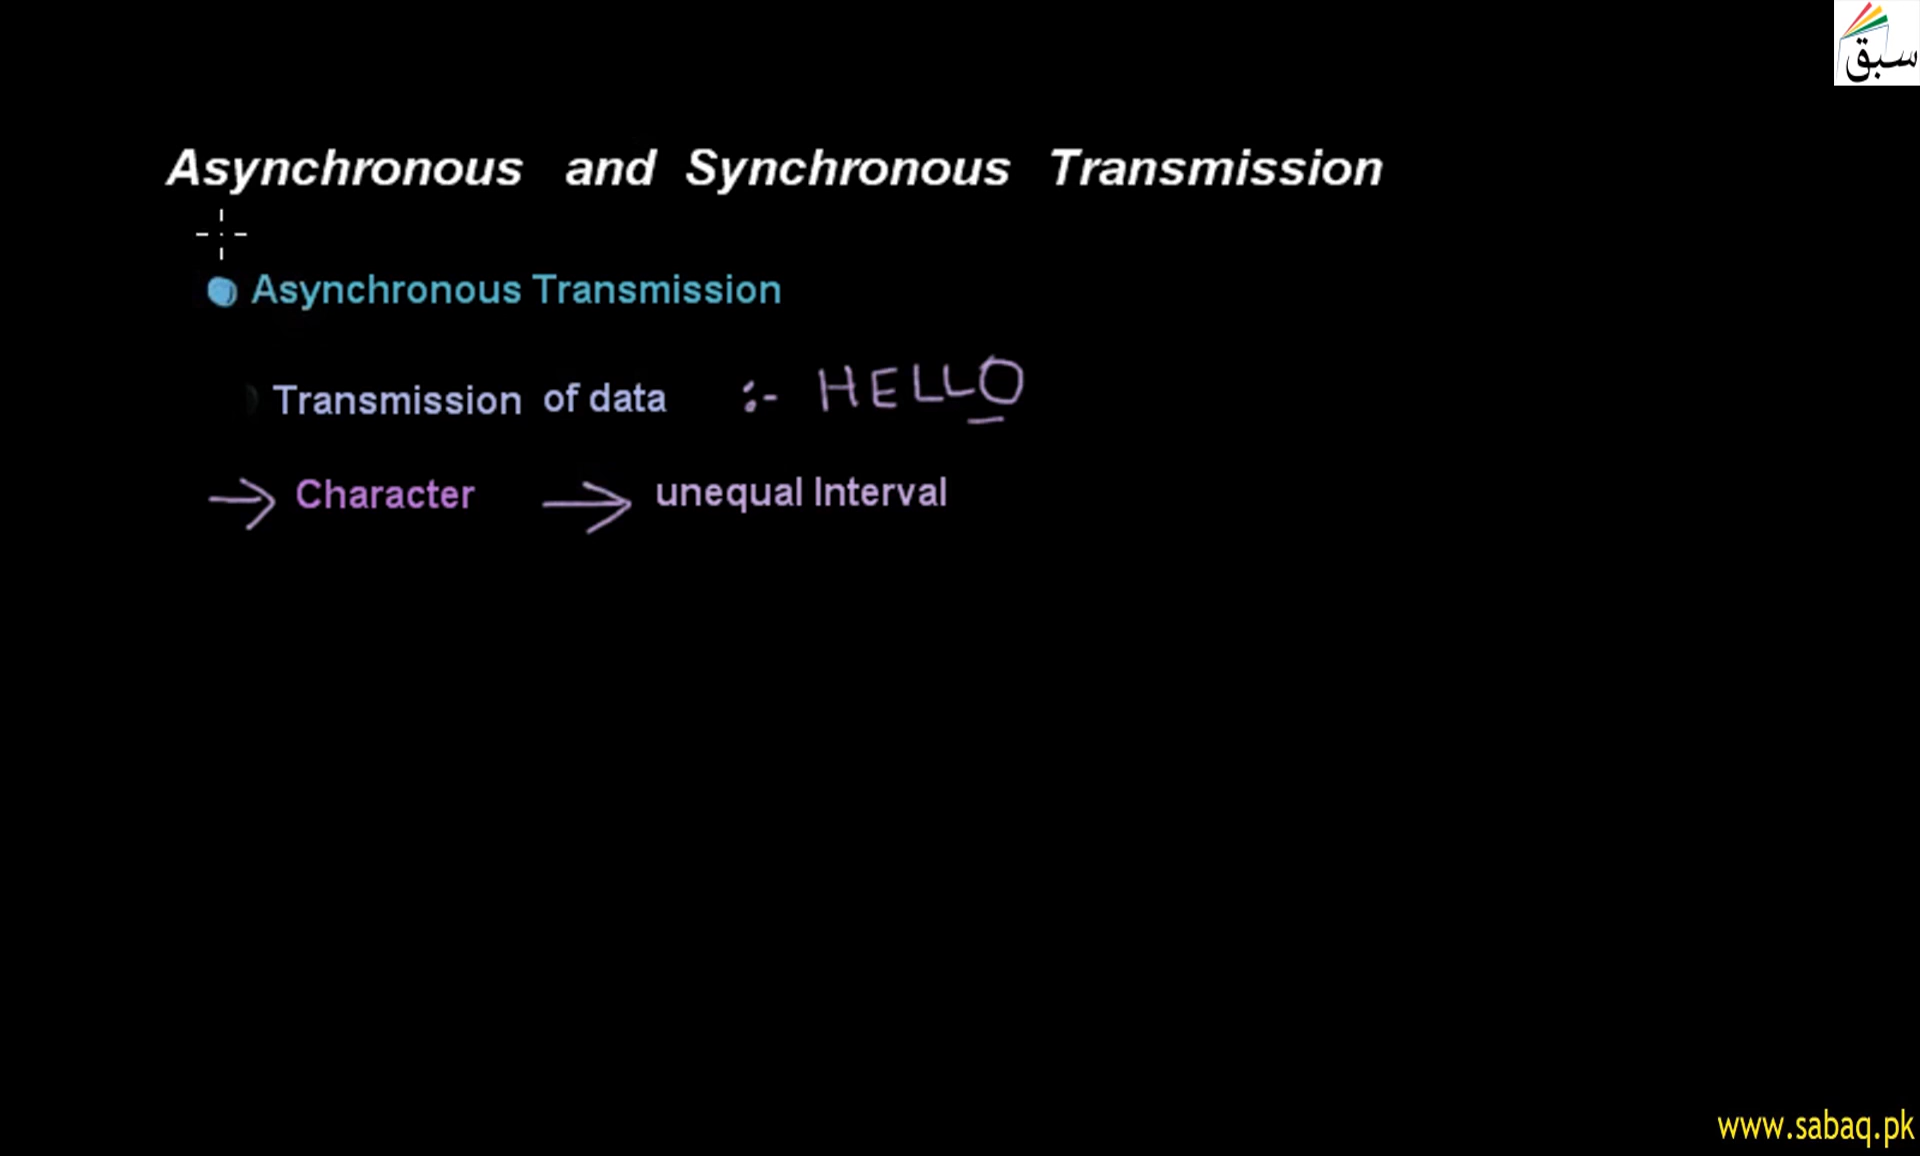 سبق
Asynchronous and Synchronous Transmission
Asynchronous Transmission
Transmission of data :- HELLO
→ Character → unequal Interval
www.sabaq.pk